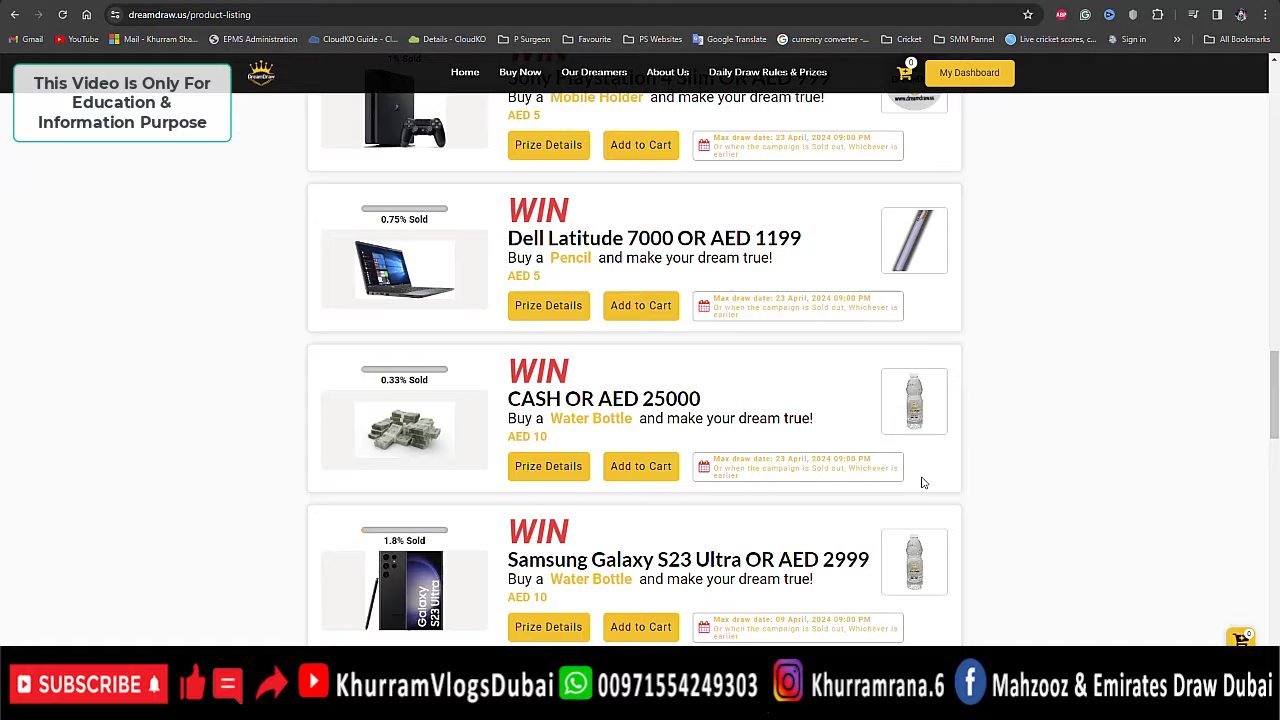 dreamdraw.us/product-listing
Gmail
YouTube
Mail - Khurram Sha...
EPMS Administration
CloudKO Guide - Cl...
Details - CloudKO
P Surgeon
Favourite
PS Websites
Google Translate
currency converter -...
Cricket
SMM Panel
Live cricket scores, c...
Sign in
All Bookmarks
This Video Is Only For
Education &
Information Purpose
DreamDraw
Home
Buy Now
Our Dreamers
About Us
Daily Draw Rules & Prizes
0
My Dashboard
Buy a Mobile Holder and make your dream true!
AED 5
Prize Details
Add to Cart
Max draw date: 23 April, 2024 09:00 PM
Or when the campaign is Sold out, Whichever is
earlier
www.dreamdraw.us
0.75% Sold
WIN
Dell Latitude 7000 OR AED 1199
Buy a Pencil and make your dream true!
AED 5
Prize Details
Add to Cart
Max draw date: 23 April, 2024 09:00 PM
Or when the campaign is Sold out, Whichever is
earlier
0.33% Sold
WIN
CASH OR AED 25000
Buy a Water Bottle and make your dream true!
AED 10
Prize Details
Add to Cart
Max draw date: 23 April, 2024 09:00 PM
Or when the campaign is Sold out, Whichever is
earlier
1.8% Sold
WIN
Samsung Galaxy S23 Ultra OR AED 2999
Buy a Water Bottle and make your dream true!
AED 10
Galaxy
S23 Ultra
Prize Details
Add to Cart
Max draw date: 09 April, 2024 09:00 PM
Or when the campaign is Sold out, Whichever is
earlier
0
SUBSCRIBE
KhurramVlogsDubai
00971554249303
Khurramrana.6
Mahzooz & Emirates Draw Dubai